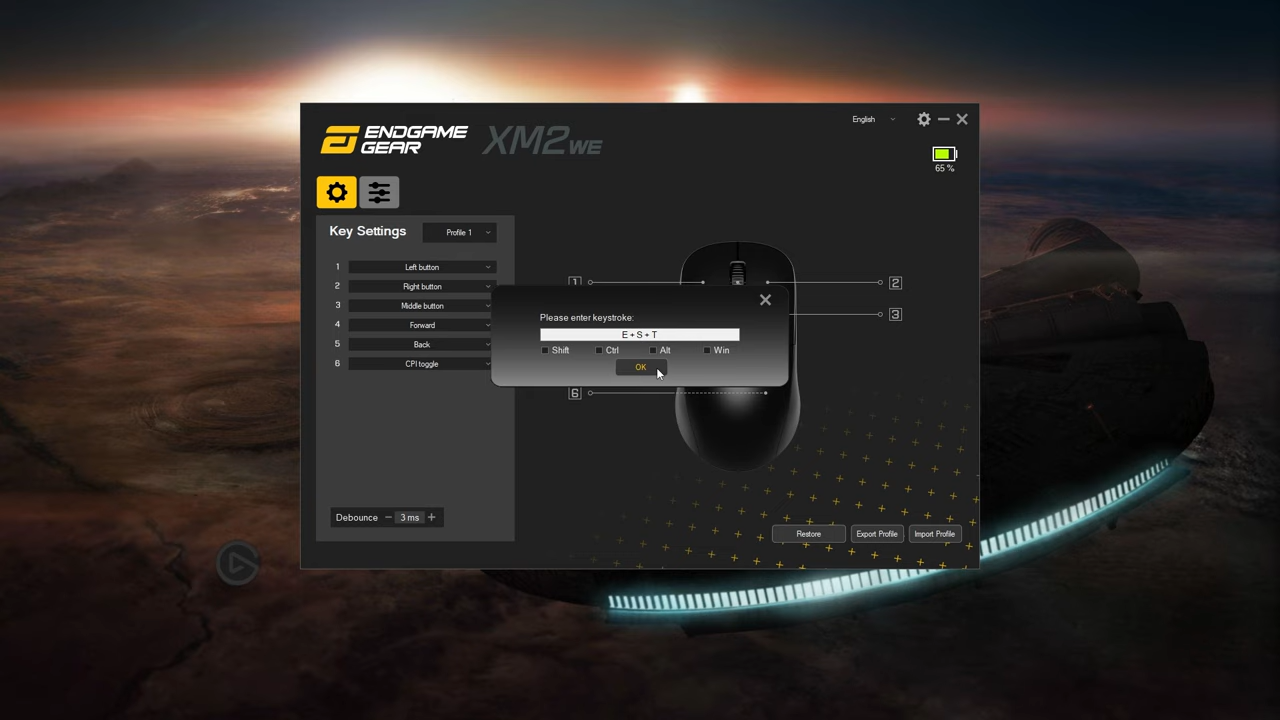 ENDGAME GEAR XM2WE
English
65 %
Key Settings Profile 1
1 Left button
2 Right button
3 Middle button
4 Forward
5 Back
6 CPI toggle
1 2
3
Please enter keystroke:
E + S + T
Shift Ctrl Alt Win
OK
6
Debounce − 3 ms +
Restore Export Profile Import Profile